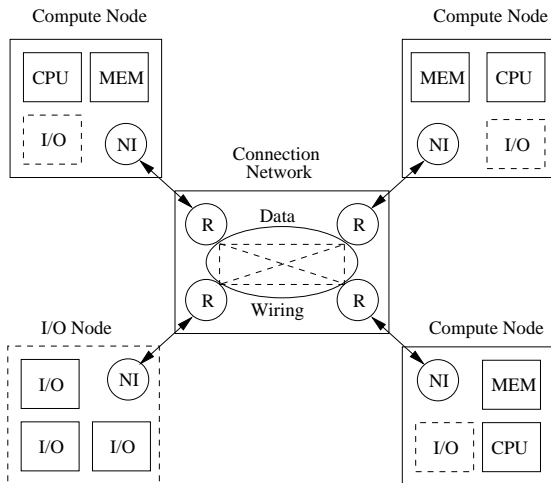 Compute Node
CPU
MEM
I/O
NI
Compute Node
MEM
CPU
NI
I/O
Connection
Network
R
Data
R
R
Wiring
R
I/O Node
I/O
NI
I/O
I/O
Compute Node
NI
MEM
I/O
CPU